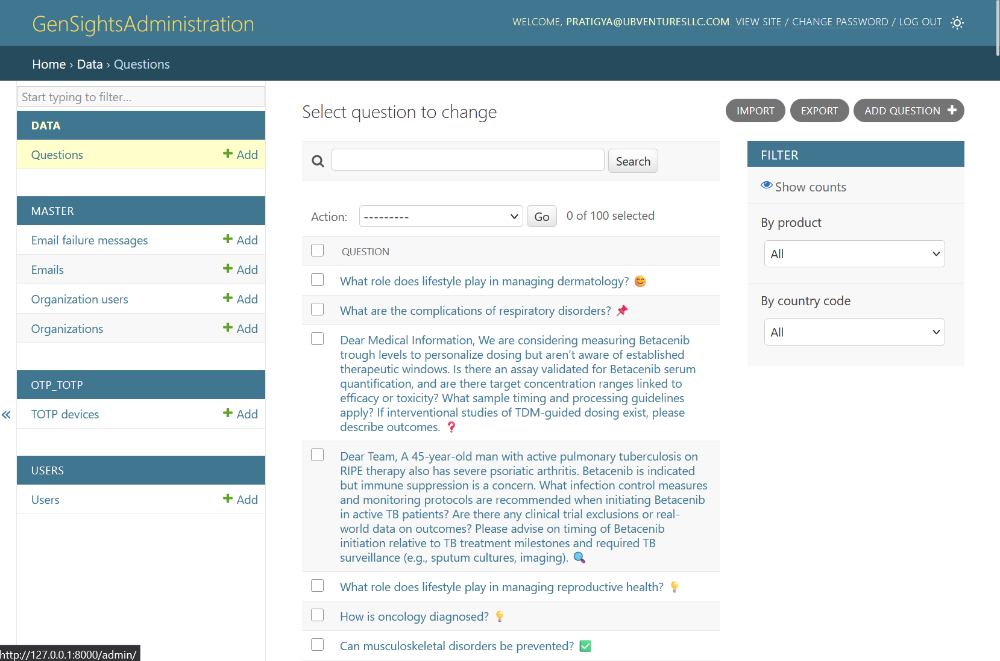 GenSightsAdministration
WELCOME, PRATIGYA@UBVENTURESLLC.COM. VIEW SITE / CHANGE PASSWORD / LOG OUT
Home › Data › Questions
Start typing to filter...
DATA
Questions + Add
MASTER
Email failure messages + Add
Emails + Add
Organization users + Add
Organizations + Add
OTP_TOTP
«
TOTP devices + Add
USERS
Users + Add
Select question to change
IMPORT
EXPORT
ADD QUESTION +
Search
Action: --------- Go 0 of 100 selected
QUESTION
What role does lifestyle play in managing dermatology? 😊
What are the complications of respiratory disorders? 📌
Dear Medical Information, We are considering measuring Betacenib
trough levels to personalize dosing but aren’t aware of established
therapeutic windows. Is there an assay validated for Betacenib serum
quantification, and are there target concentration ranges linked to
efficacy or toxicity? What sample timing and processing guidelines
apply? If interventional studies of TDM-guided dosing exist, please
describe outcomes. ❓
Dear Team, A 45-year-old man with active pulmonary tuberculosis on
RIPE therapy also has severe psoriatic arthritis. Betacenib is indicated
but immune suppression is a concern. What infection control measures
and monitoring protocols are recommended when initiating Betacenib
in active TB patients? Are there any clinical trial exclusions or real-
world data on outcomes? Please advise on timing of Betacenib
initiation relative to TB treatment milestones and required TB
surveillance (e.g., sputum cultures, imaging). 🔍
What role does lifestyle play in managing reproductive health? 💡
How is oncology diagnosed? 💡
Can musculoskeletal disorders be prevented? ✅
FILTER
Show counts
By product
All
By country code
All
http://127.0.0.1:8000/admin/